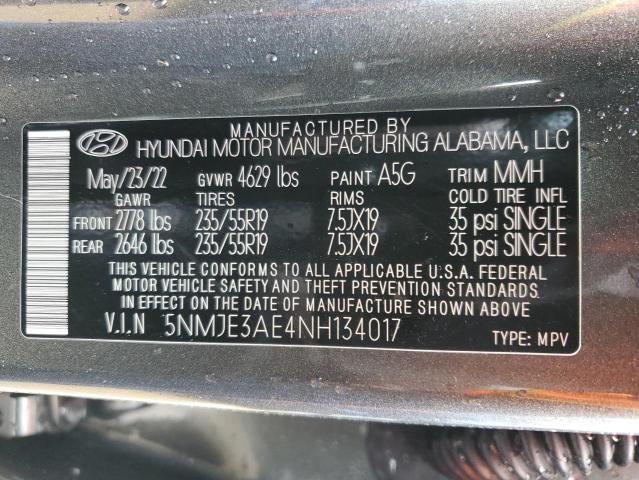 MANUFACTURED BY
HYUNDAI MOTOR MANUFACTURING ALABAMA, LLC
May/23/22 GVWR 4629 lbs PAINT A5G TRIM MMH
GAWR TIRES RIMS COLD TIRE INFL
FRONT 2778 lbs 235/55R19 7.5JX19 35 psi SINGLE
REAR 2646 lbs 235/55R19 7.5JX19 35 psi SINGLE
THIS VEHICLE CONFORMS TO ALL APPLICABLE U.S.A. FEDERAL
MOTOR VEHICLE SAFETY AND THEFT PREVENTION STANDARDS
IN EFFECT ON THE DATE OF MANUFACTURE SHOWN ABOVE.
V.I.N 5NMJE3AE4NH134017 TYPE: MPV